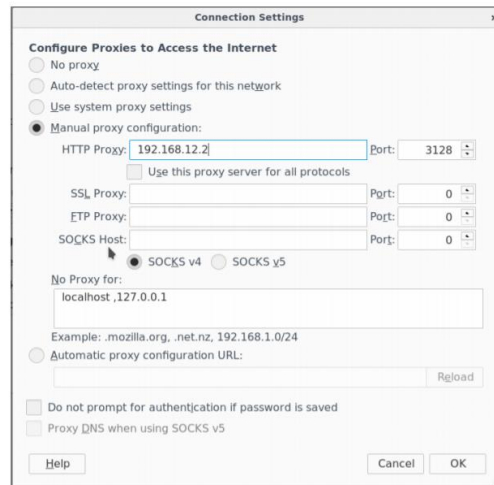 Connection Settings
Configure Proxies to Access the Internet
No proxy
Auto-detect proxy settings for this network
Use system proxy settings
Manual proxy configuration:
HTTP Proxy: 192.168.12.2 Port: 3128
Use this proxy server for all protocols
SSL Proxy: Port: 0
FTP Proxy: Port: 0
SOCKS Host: Port: 0
SOCKS v4 SOCKS v5
No Proxy for:
localhost ,127.0.0.1
Example: .mozilla.org, .net.nz, 192.168.1.0/24
Automatic proxy configuration URL:
Reload
Do not prompt for authentication if password is saved
Proxy DNS when using SOCKS v5
Help Cancel OK